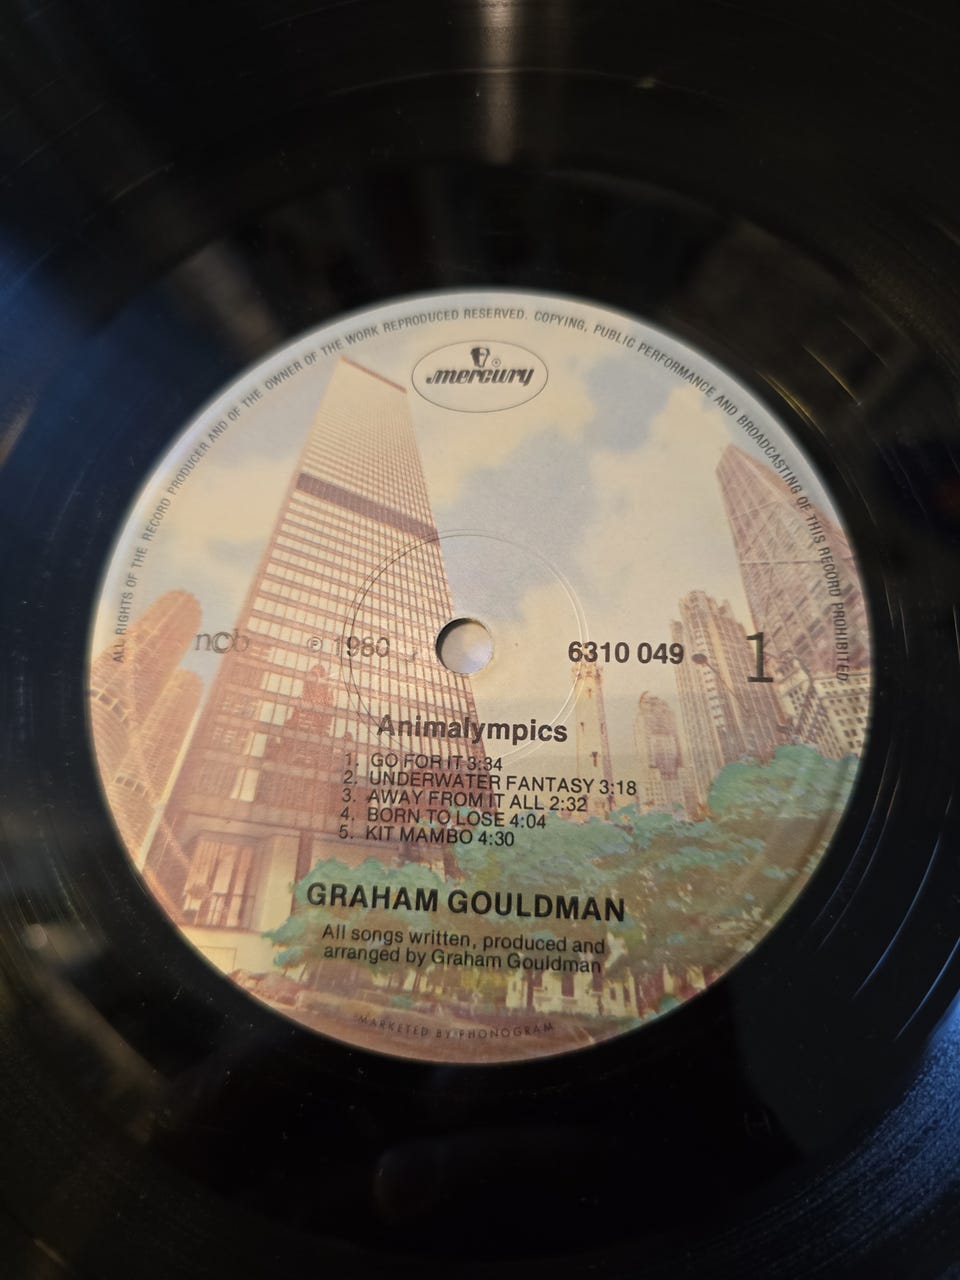 ALL RIGHTS OF THE RECORD PRODUCER AND OF THE OWNER OF THE WORK REPRODUCED RESERVED. COPYING, PUBLIC PERFORMANCE AND BROADCASTING OF THIS RECORD PROHIBITED
mercury ®
ncb ℗ 1980 6310 049 1
Animalympics
1. GO FOR IT 3:34
2. UNDERWATER FANTASY 3:18
3. AWAY FROM IT ALL 2:32
4. BORN TO LOSE 4:04
5. KIT MAMBO 4:30
GRAHAM GOULDMAN
All songs written, produced and
arranged by Graham Gouldman
MARKETED BY PHONOGRAM